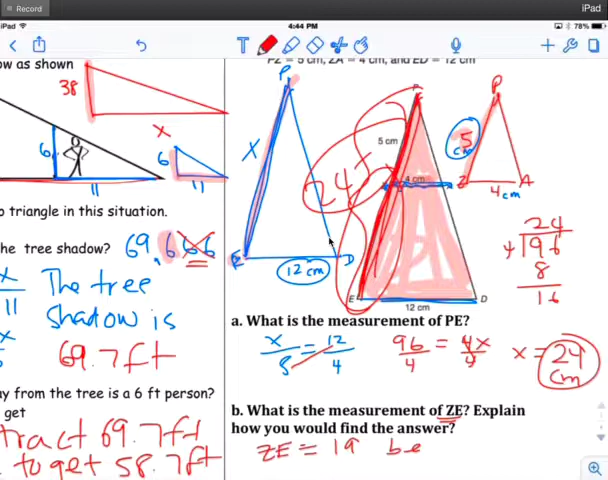 Record
iPad
iPad
4:44 PM
78%
T
ow as shown
PZ = 5 cm, ZA = 4 cm, and ED = 12 cm
38
x
6
6
11
11
P
x
E
D
12 cm
5 cm
4 cm
24
E
12 cm
D
P
5
cm
Z
A
4cm
24
4 96
8
16
o triangle in this situation.
the tree shadow? 69.666
x
11
The tree
shadow is
69.7ft
ay from the tree is a 6 ft person?
get
tract 69.7ft
to get 58.7ft
a. What is the measurement of PE?
x/8 = 12/4
96/4 = 4x/4
x = 24
cm
b. What is the measurement of ZE? Explain
how you would find the answer?
ZE = 19 be